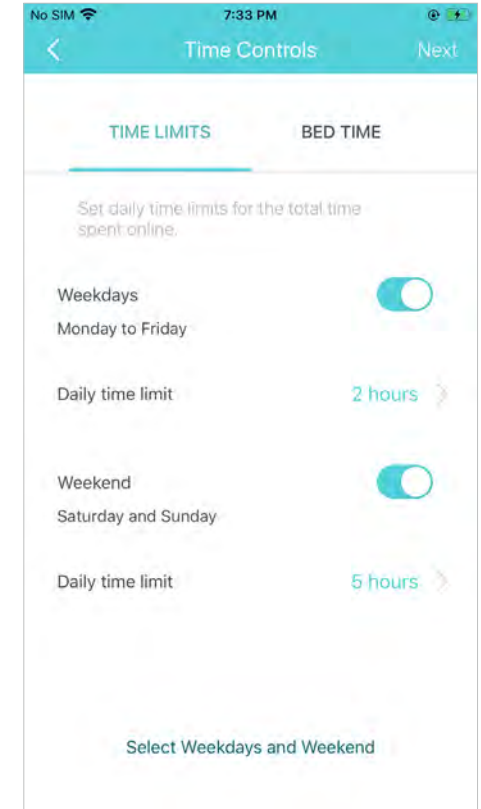 No SIM 7:33 PM
Time Controls Next
TIME LIMITS BED TIME
Set daily time limits for the total time
spent online.
Weekdays
Monday to Friday
Daily time limit 2 hours
Weekend
Saturday and Sunday
Daily time limit 5 hours
Select Weekdays and Weekend